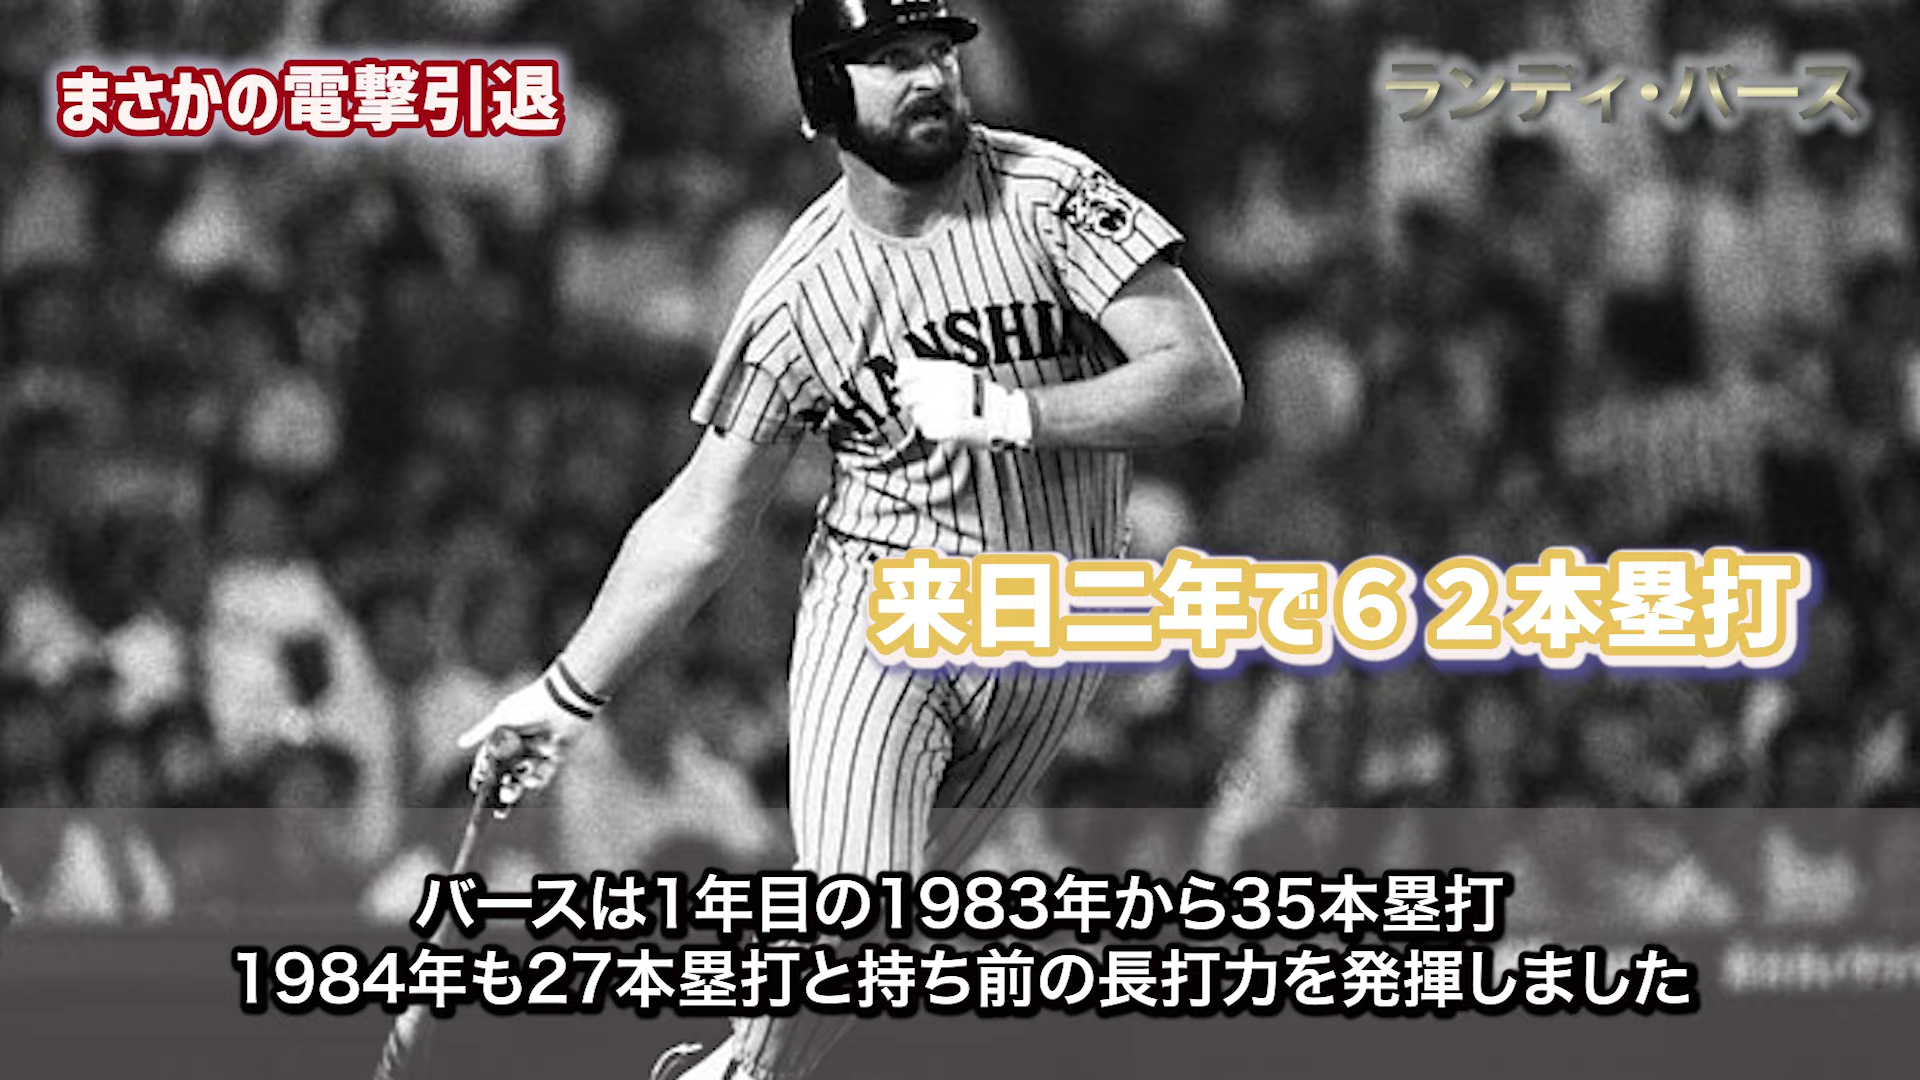 まさかの電撃引退
ランディ・バース
HANSHIN
来日二年で６２本塁打
バースは1年目の1983年から35本塁打
1984年も27本塁打と持ち前の長打力を発揮しました